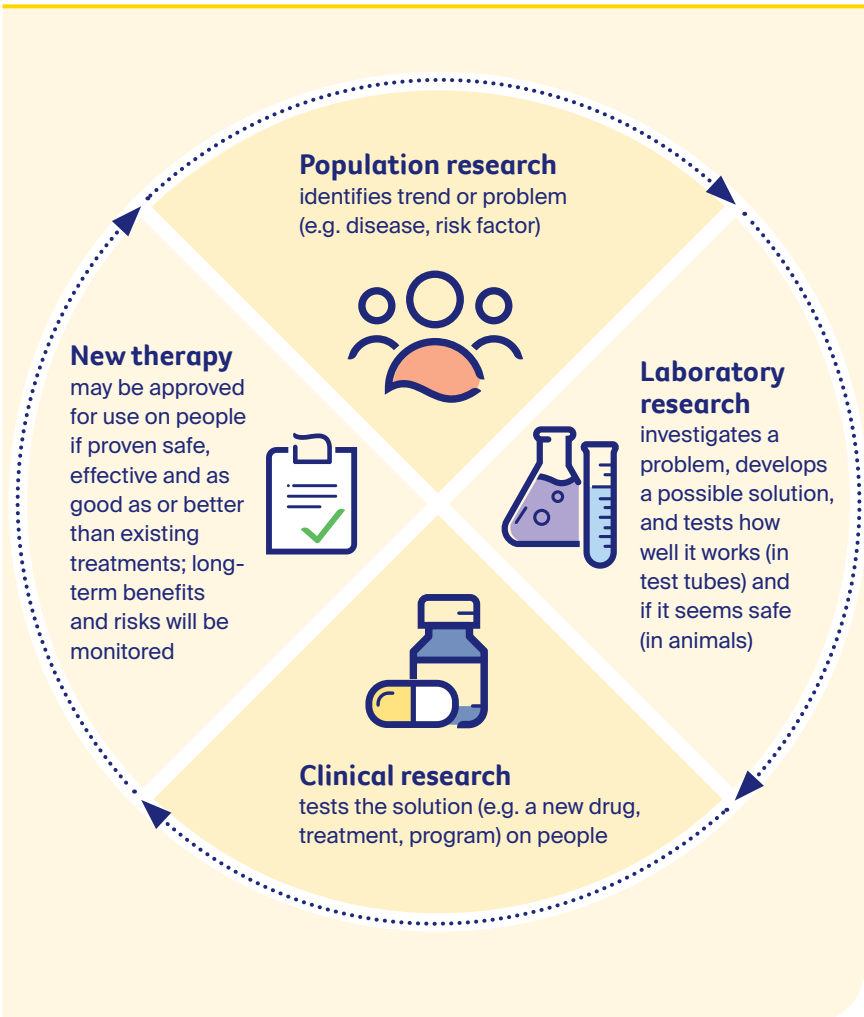 Population research
identifies trend or problem
(e.g. disease, risk factor)
Laboratory
research
investigates a
problem, develops
a possible solution,
and tests how
well it works (in
test tubes) and
if it seems safe
(in animals)
Clinical research
tests the solution (e.g. a new drug,
treatment, program) on people
New therapy
may be approved
for use on people
if proven safe,
effective and as
good as or better
than existing
treatments; long-
term benefits
and risks will be
monitored